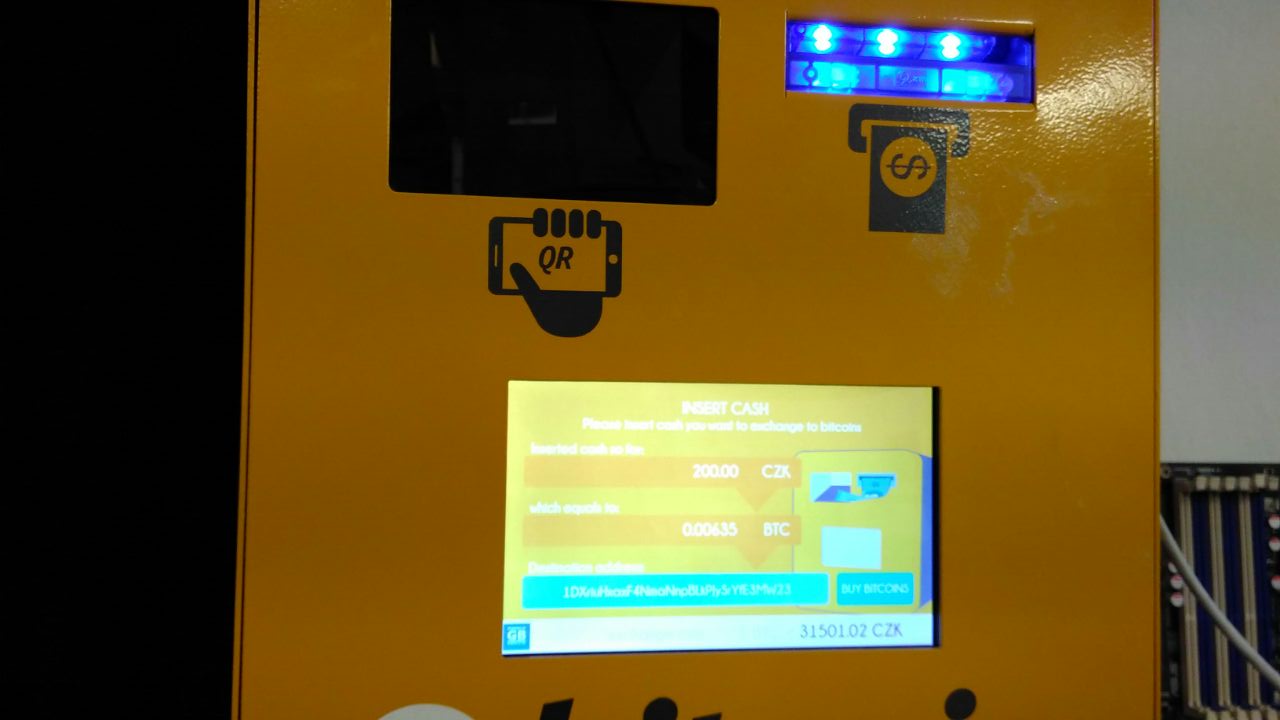 QR
$
INSERT CASH
Please insert cash you want to exchange to bitcoins
Inserted cash so far:
200.00 CZK
which equals to:
0.00635 BTC
Destination address
BUY BITCOINS
GB
31501.02 CZK